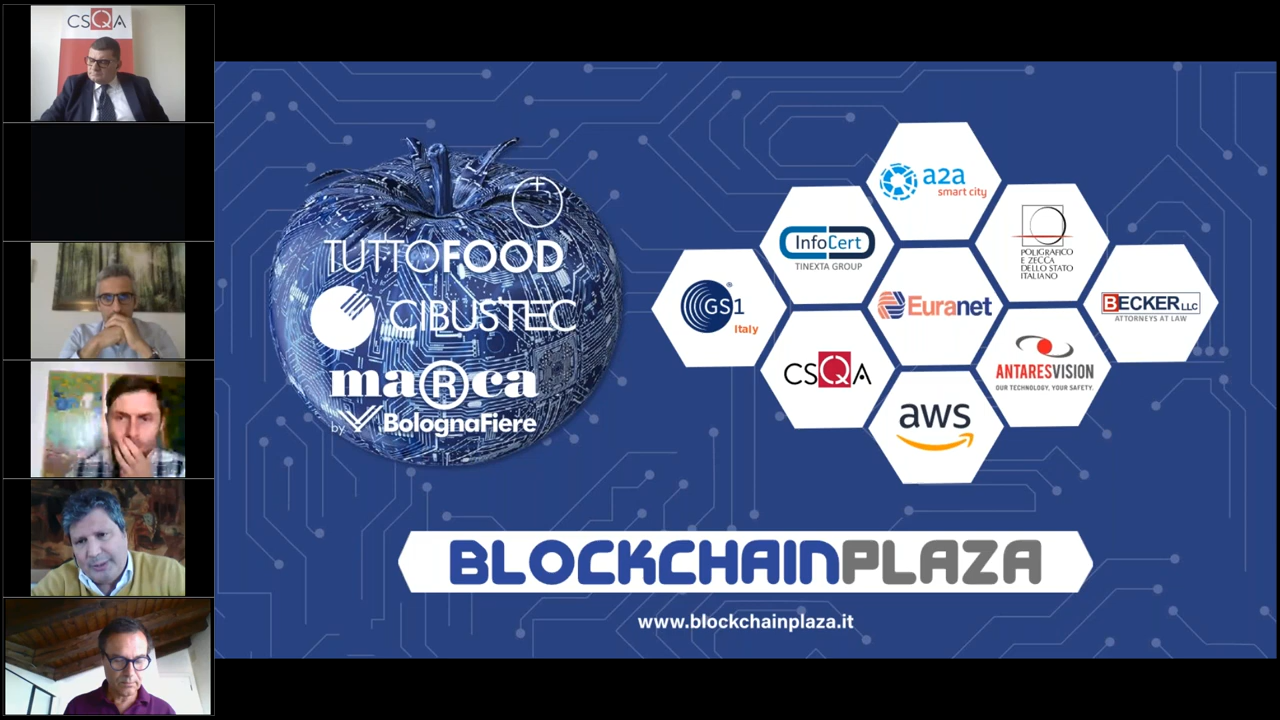 CSQA
TUTTOFOOD
CIBUSTEC
maRca
by BolognaFiere
a2a
smart city
InfoCert
TINEXTA GROUP
POLIGRAFICO
E ZECCA
DELLO STATO
ITALIANO
GS1
®
Italy
Euranet
BECKER LLC
ATTORNEYS AT LAW
CSQA
ANTARESVISION
OUR TECHNOLOGY, YOUR SAFETY.
aws
BLOCKCHAINPLAZA
www.blockchainplaza.it